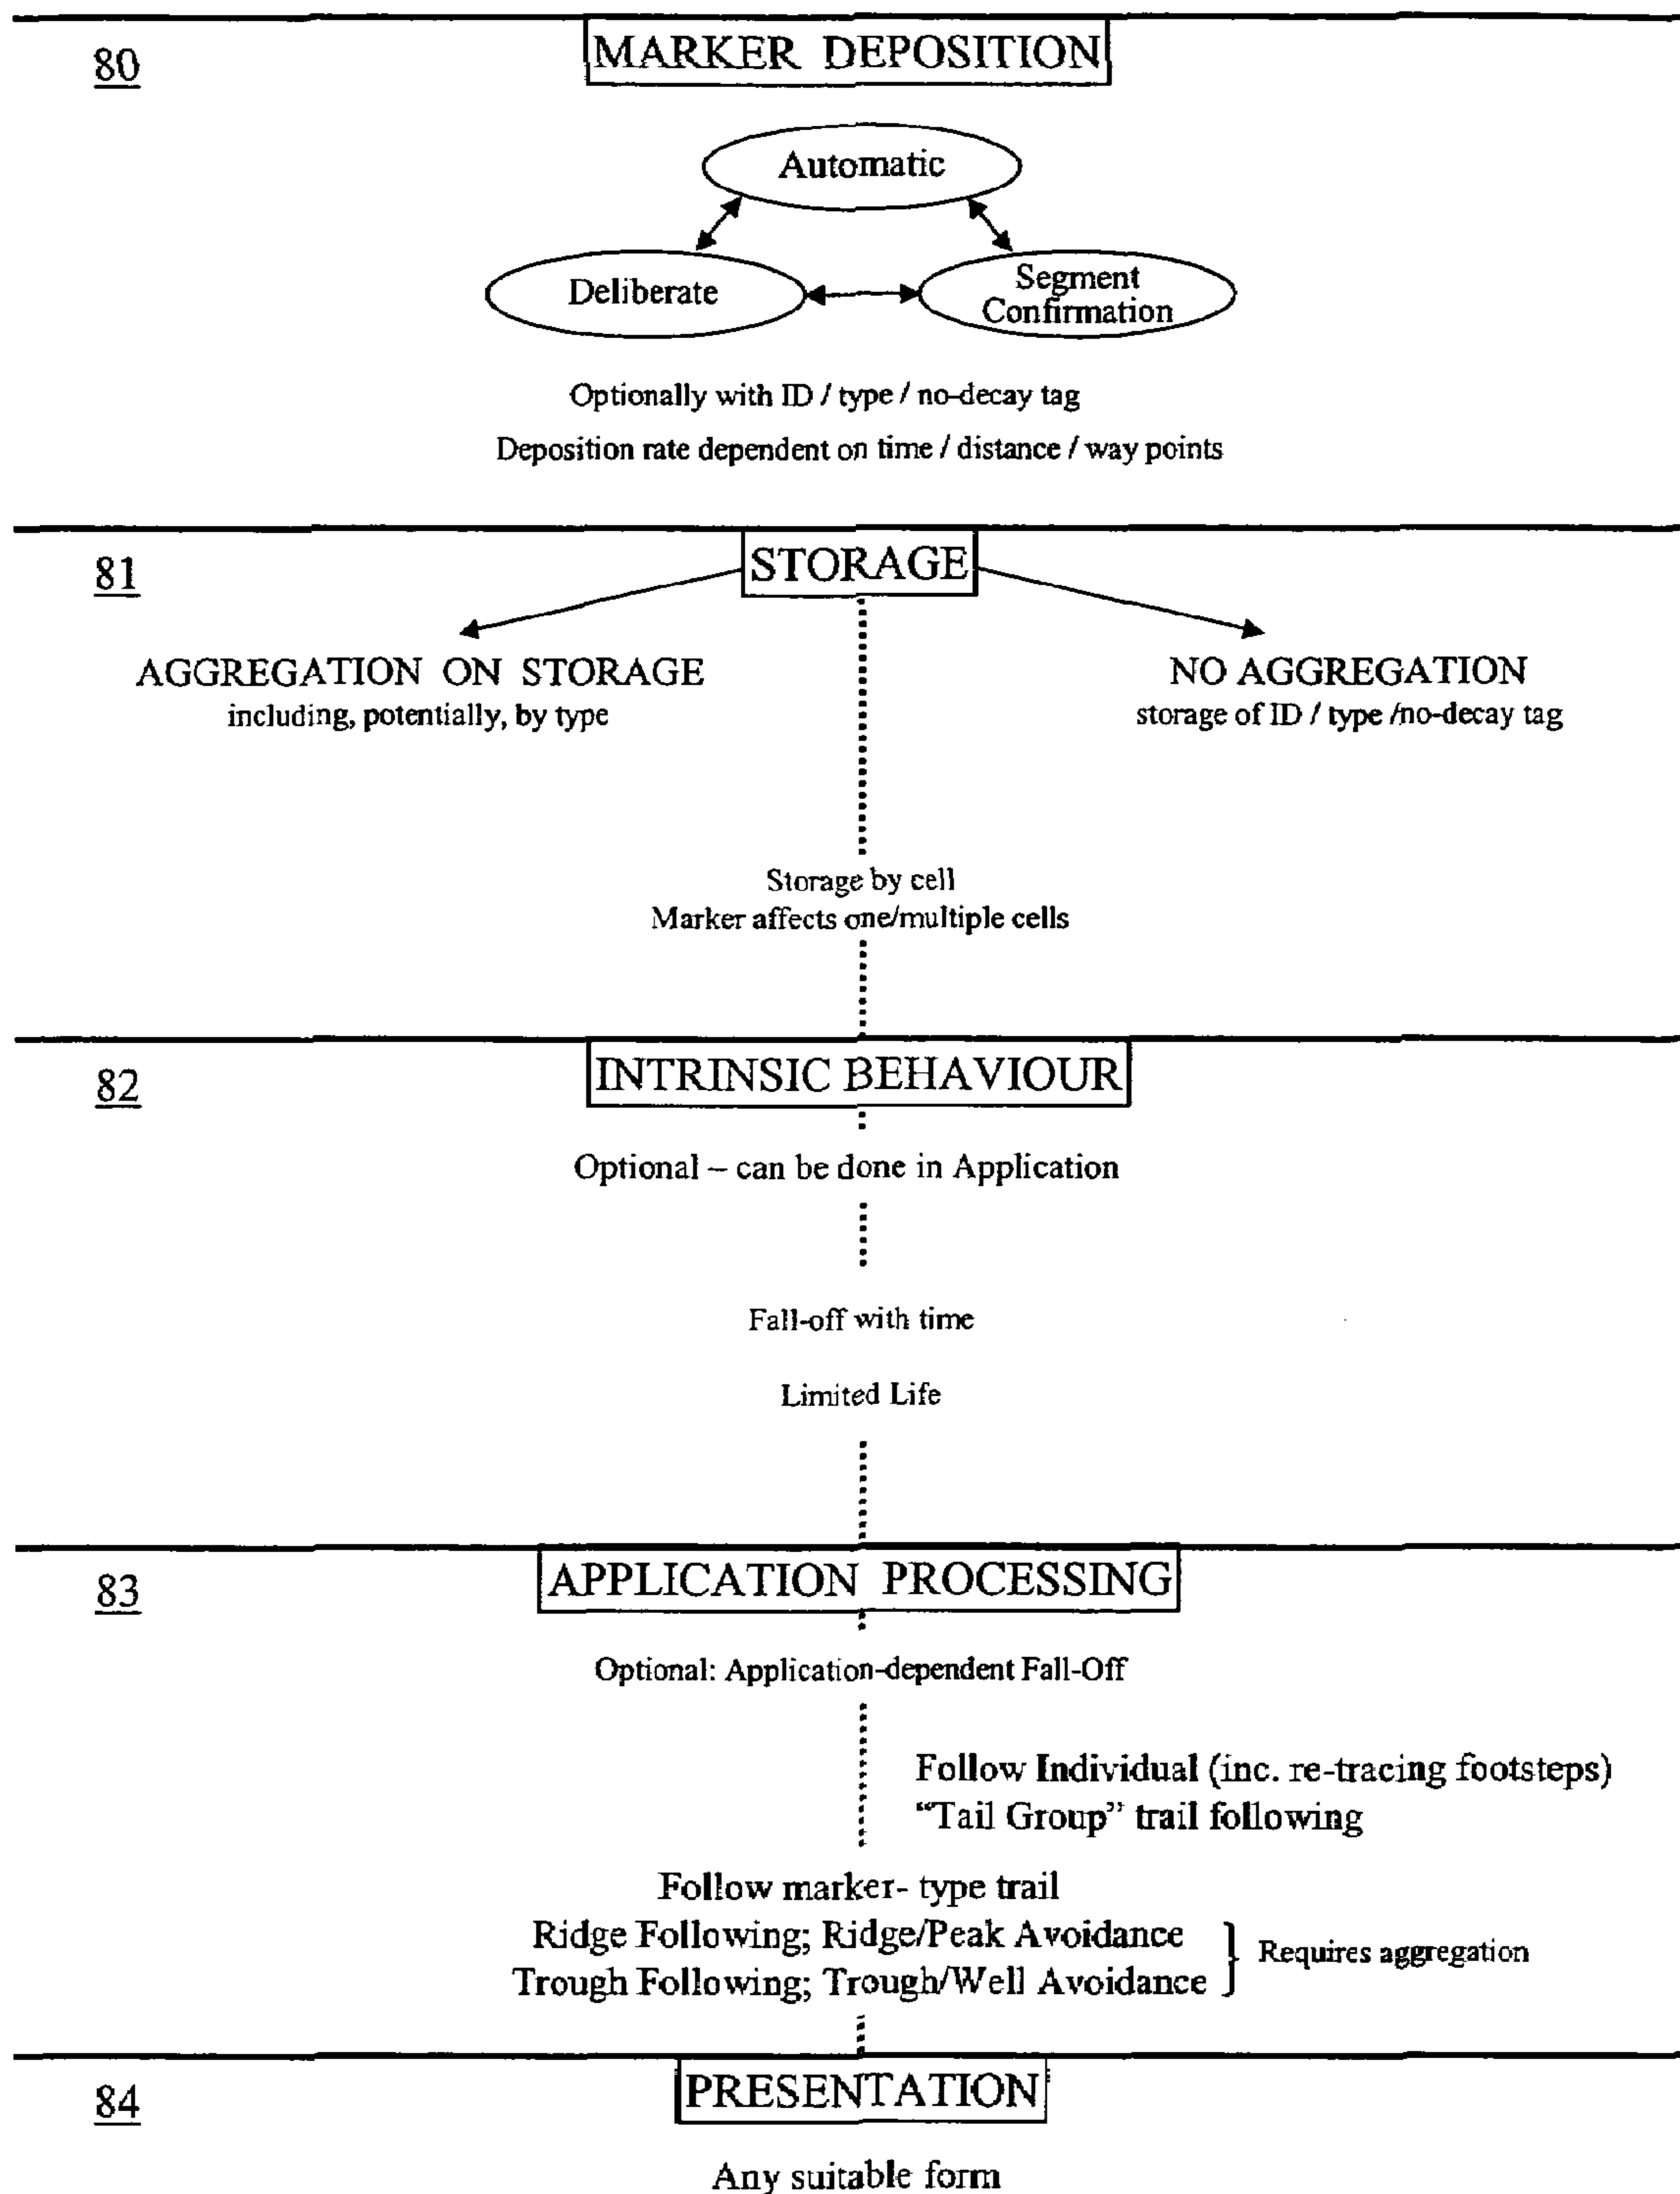 80
MARKER DEPOSITION
Automatic
Deliberate
Segment
Confirmation
Optionally with ID / type / no-decay tag
Deposition rate dependent on time / distance / way points
81
STORAGE
AGGREGATION ON STORAGE
including, potentially, by type
NO AGGREGATION
storage of ID / type /no-decay tag
Storage by cell
Marker affects one/multiple cells
82
INTRINSIC BEHAVIOUR
Optional – can be done in Application
Fall-off with time
Limited Life
83
APPLICATION PROCESSING
Optional: Application-dependent Fall-Off
Follow Individual (inc. re-tracing footsteps)
“Tail Group” trail following
Follow marker- type trail
Ridge Following; Ridge/Peak Avoidance
Trough Following; Trough/Well Avoidance
} Requires aggregation
84
PRESENTATION
Any suitable form